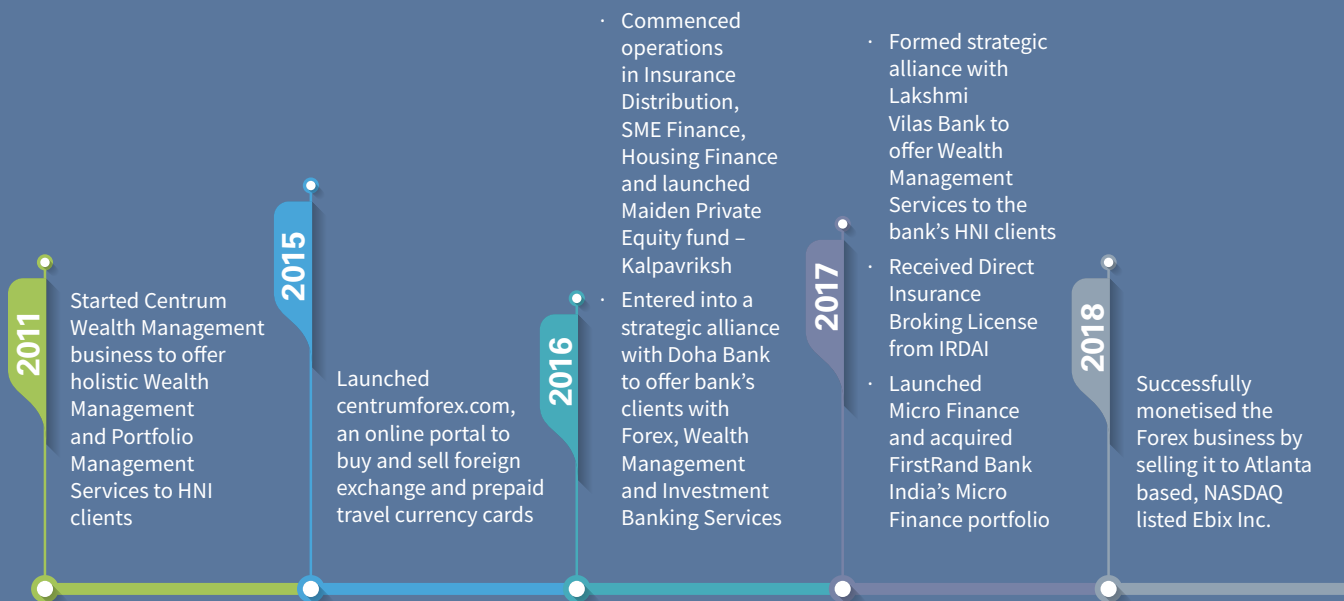 2011
Started Centrum
Wealth Management
business to offer
holistic Wealth
Management
and Portfolio
Management
Services to HNI
clients
2015
Launched
centrumforex.com,
an online portal to
buy and sell foreign
exchange and prepaid
travel currency cards
2016
· Commenced
operations
in Insurance
Distribution,
SME Finance,
Housing Finance
and launched
Maiden Private
Equity fund –
Kalpavriksh
· Entered into a
strategic alliance
with Doha Bank
to offer bank’s
clients with
Forex, Wealth
Management
and Investment
Banking Services
2017
· Formed strategic
alliance with
Lakshmi
Vilas Bank to
offer Wealth
Management
Services to the
bank’s HNI clients
· Received Direct
Insurance
Broking License
from IRDAI
· Launched
Micro Finance
and acquired
FirstRand Bank
India’s Micro
Finance portfolio
2018
Successfully
monetised the
Forex business by
selling it to Atlanta
based, NASDAQ
listed Ebix Inc.